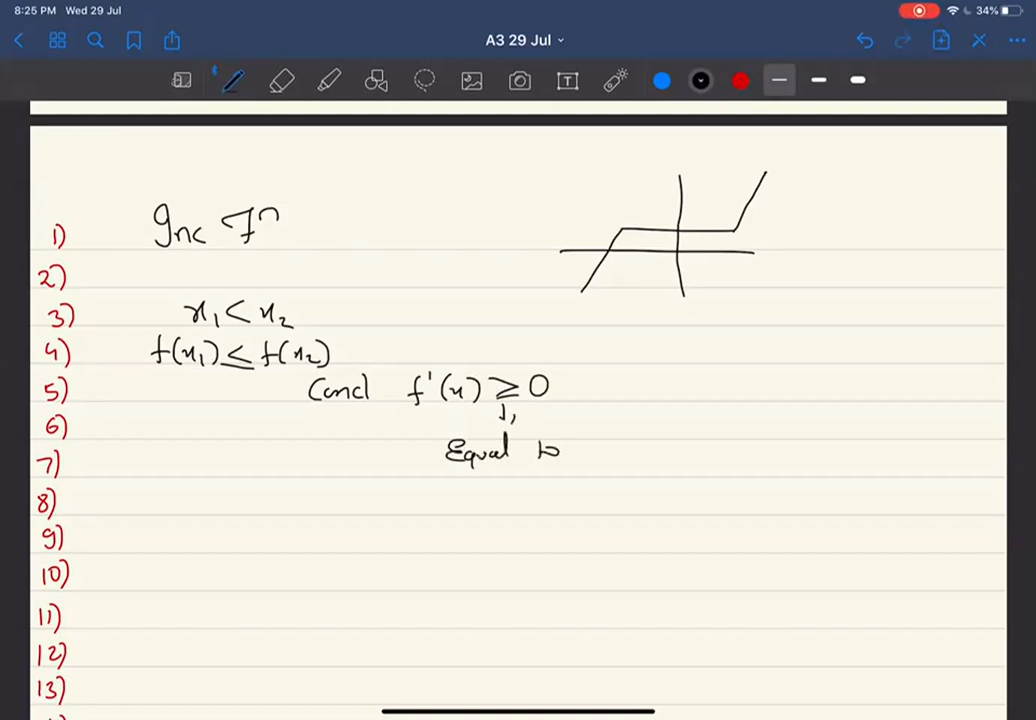 8:25 PM Wed 29 Jul
34%
A3 29 Jul
T
1) Inc Fn
2)
3) x1 < x2
4) f(x1) ≤ f(x2)
5) Cond f'(x) ≥ 0
6)
Equal to
7)
8)
9)
10)
11)
12)
13)